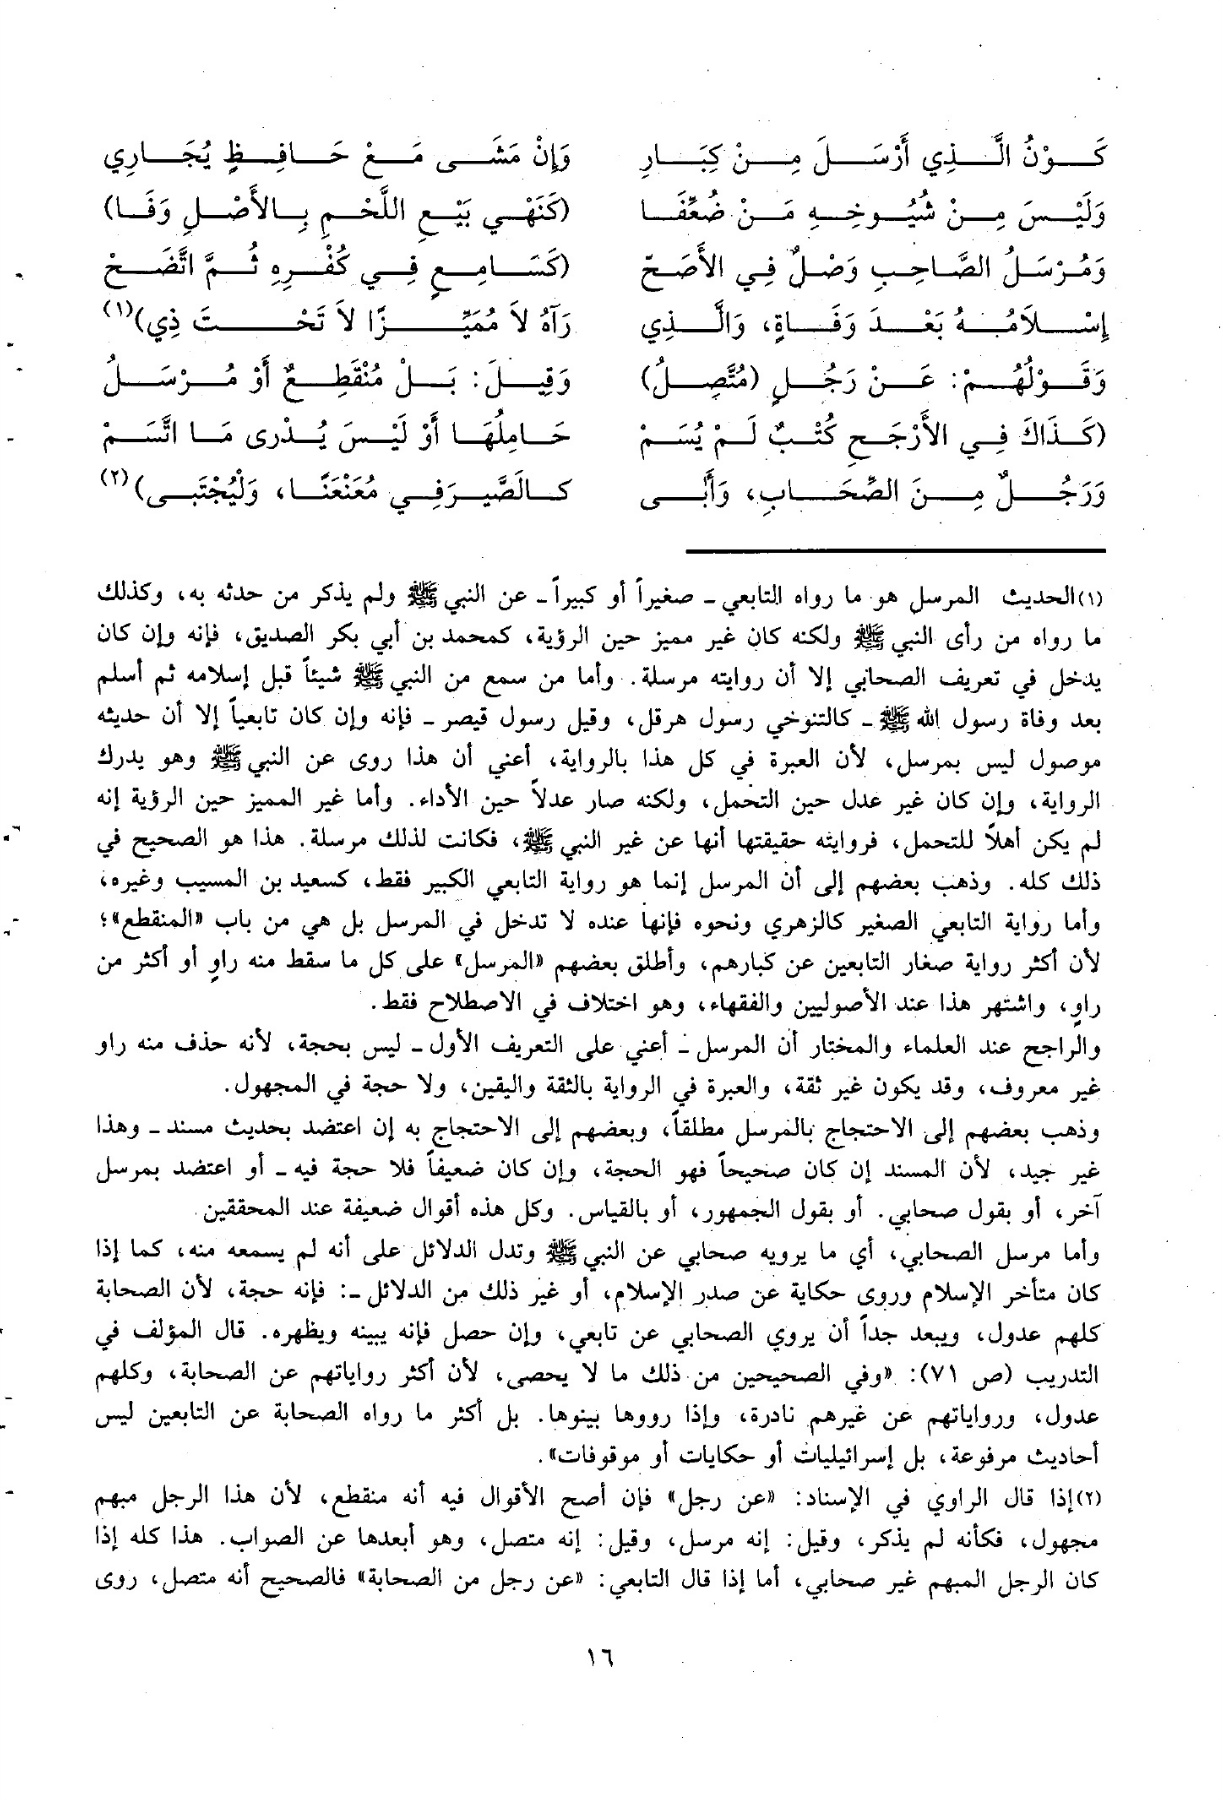 كَوْنُ الَّذِي أَرْسَلَ مِنْ كِبَارِ وَإِنْ مَشَى مَعْ حَافِظٍ يُجَارِي
وَلَيْسَ مِنْ شُيُوخِهِ مَنْ ضُعِّفَا (كَنَهْيِ بَيْعِ اللَّحْمِ بِالأَصْلِ وَفَا)
وَمُرْسَلُ الصَّاحِبِ وَصْلٌ فِي الأَصَحّ (كَسَامِعٍ فِي كُفْرِهِ ثُمَّ اتَّضَحْ
إِسْلاَمُهُ بَعْدَ وَفَاةٍ، وَالَّذِي رَآهُ لاَ مُمَيِّزًا لاَ تَحْتَ ذِي)(١)
وَقَوْلُهُمْ: عَنْ رَجُلٍ (مُتَّصِلُ) وَقِيلَ: بَلْ مُنْقَطِعٌ أَوْ مُرْسَلُ
(كَذَاكَ فِي الأَرْجَحِ كُتْبٌ لَمْ يُسَمْ حَامِلُهَا أَوْ لَيْسَ يُدْرى مَا اتَّسَمْ
وَرَجُلٌ مِنَ الصِّحَابِ، وَأَبَى كالَصَّيرَفِي مُعَنْعَنًا، وَلْيُجْتَبى)(٢)
(١)الحديث المرسل هو ما رواه التابعي ـ صغيراً أو كبيراً ـ عن النبي ﷺ ولم يذكر من حدثه به، وكذلك
ما رواه من رأى النبي ﷺ ولكنه كان غير مميز حين الرؤية، كمحمد بن أبي بكر الصديق، فإنه وإن كان
يدخل في تعريف الصحابي إلا أن روايته مرسلة. وأما من سمع من النبي ﷺ شيئاً قبل إسلامه ثم أسلم
بعد وفاة رسول الله ﷺ ـ كالتنوخي رسول هرقل، وقيل رسول قيصر ـ فإنه وإن كان تابعياً إلا أن حديثه
موصول ليس بمرسل، لأن العبرة في كل هذا بالرواية، أعني أن هذا روى عن النبي ﷺ وهو يدرك
الرواية، وإن كان غير عدل حين التحمل، ولكنه صار عدلاً حين الأداء. وأما غير المميز حين الرؤية إنه
لم يكن أهلاً للتحمل، فروايته حقيقتها أنها عن غير النبي ﷺ، فكانت لذلك مرسلة. هذا هو الصحيح في
ذلك كله. وذهب بعضهم إلى أن المرسل إنما هو رواية التابعي الكبير فقط، كسعيد بن المسيب وغيره،
وأما رواية التابعي الصغير كالزهري ونحوه فإنها عنده لا تدخل في المرسل بل هي من باب «المنقطع»؛
لأن أكثر رواية صغار التابعين عن كبارهم، وأطلق بعضهم «المرسل» على كل ما سقط منه راوٍ أو أكثر من
راوٍ، واشتهر هذا عند الأصوليين والفقهاء، وهو اختلاف في الاصطلاح فقط.
والراجح عند العلماء والمختار أن المرسل ـ أعني على التعريف الأول ـ ليس بحجة، لأنه حذف منه راو
غير معروف، وقد يكون غير ثقة، والعبرة في الرواية بالثقة واليقين، ولا حجة في المجهول.
وذهب بعضهم إلى الاحتجاج بالمرسل مطلقاً، وبعضهم إلى الاحتجاج به إن اعتضد بحديث مسند ـ وهذا
غير جيد، لأن المسند إن كان صحيحاً فهو الحجة، وإن كان ضعيفاً فلا حجة فيه ـ أو اعتضد بمرسل
آخر، أو بقول صحابي. أو بقول الجمهور، أو بالقياس. وكل هذه أقوال ضعيفة عند المحققين
وأما مرسل الصحابي، أي ما يرويه صحابي عن النبي ﷺ وتدل الدلائل على أنه لم يسمعه منه، كما إذا
كان متأخر الإسلام وروى حكاية عن صدر الإسلام، أو غير ذلك من الدلائل ـ: فإنه حجة، لأن الصحابة
كلهم عدول، ويبعد جداً أن يروي الصحابي عن تابعي، وإن حصل فإنه يبينه ويظهره. قال المؤلف في
التدريب (ص ٧١): «وفي الصحيحين من ذلك ما لا يحصى، لأن أكثر رواياتهم عن الصحابة، وكلهم
عدول، ورواياتهم عن غيرهم نادرة، وإذا رووها بينوها. بل أكثر ما رواه الصحابة عن التابعين ليس
أحاديث مرفوعة، بل إسرائيليات أو حكايات أو موقوفات».
(٢)إذا قال الراوي في الإسناد: «عن رجل» فإن أصح الأقوال فيه أنه منقطع، لأن هذا الرجل مبهم
مجهول، فكأنه لم يذكر، وقيل: إنه مرسل، وقيل: إنه متصل، وهو أبعدها عن الصواب. هذا كله إذا
كان الرجل المبهم غير صحابي، أما إذا قال التابعي: «عن رجل من الصحابة» فالصحيح أنه متصل، روى
١٦